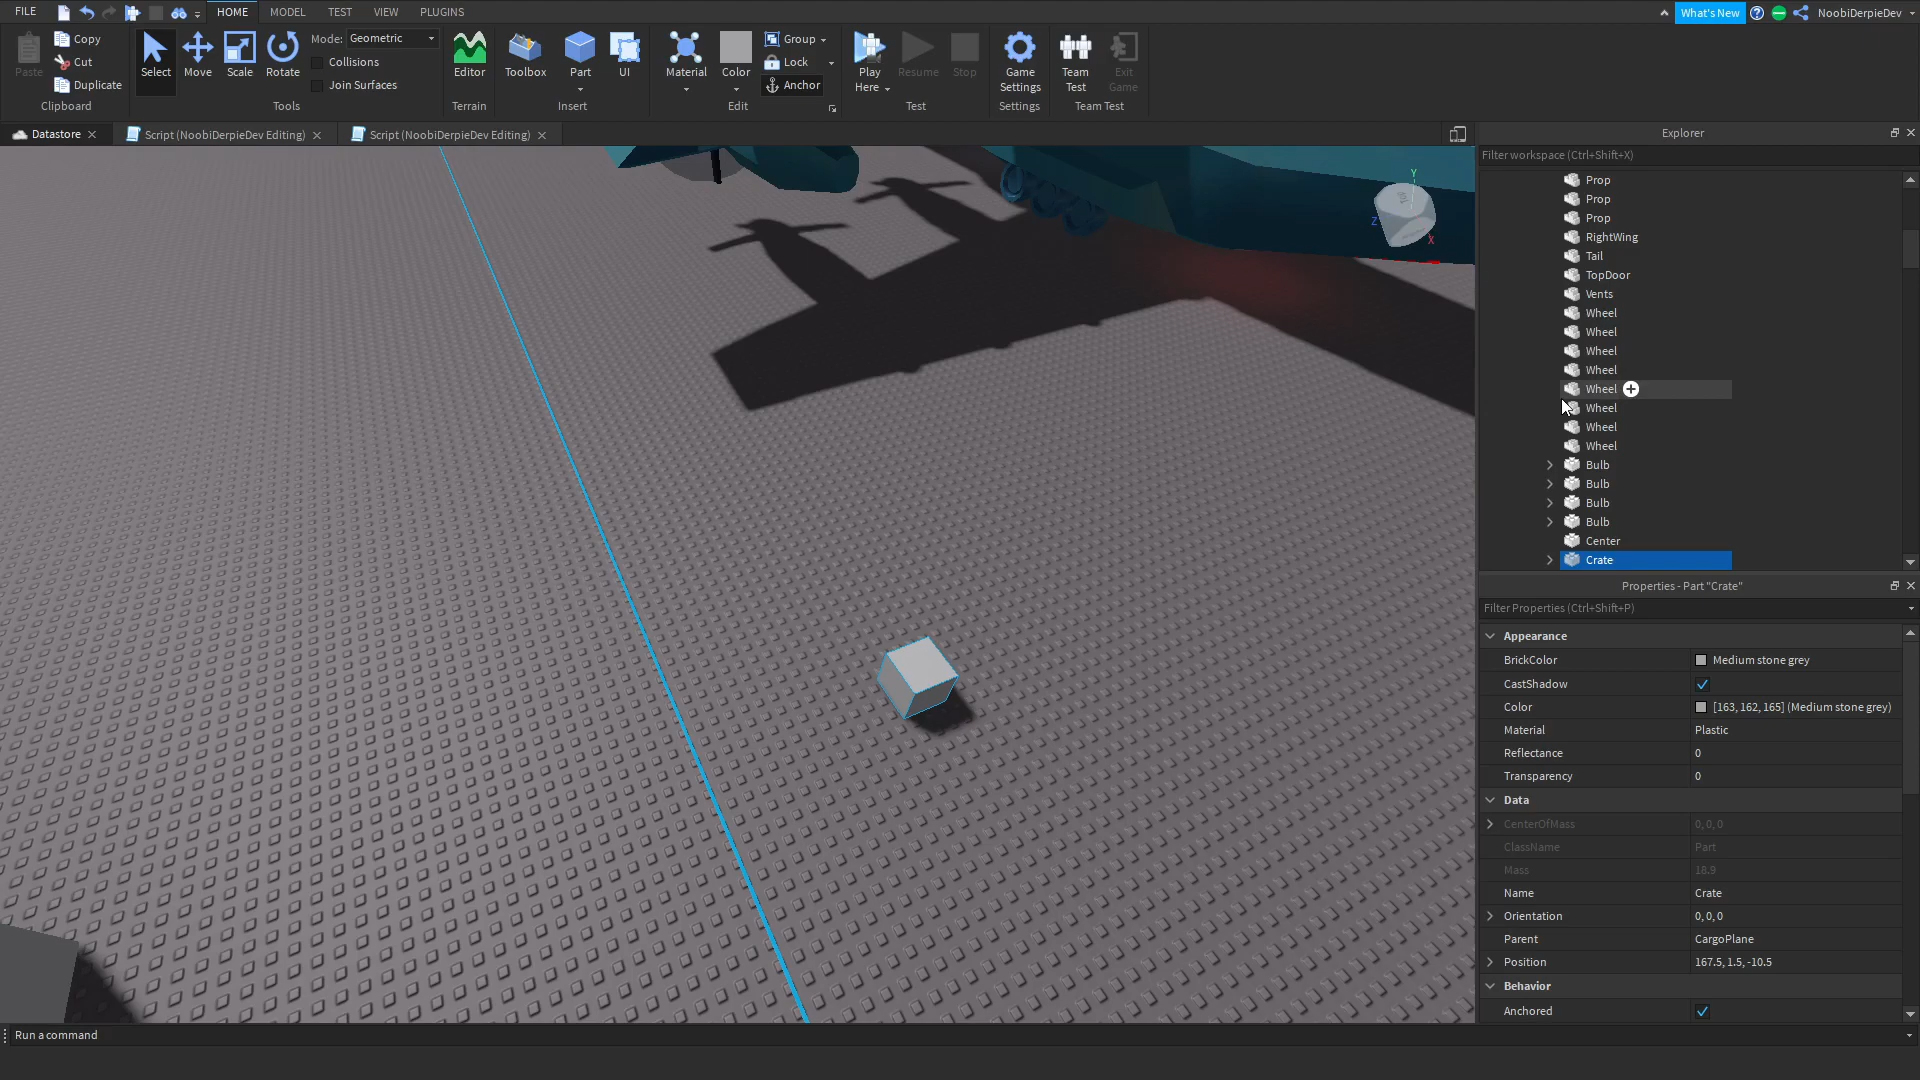 FILE HOME MODEL TEST VIEW PLUGINS What's New NoobiDerpieDev
Paste Copy Cut Duplicate Clipboard
Select Move Scale Rotate Mode: Geometric Collisions Join Surfaces Tools
Editor Terrain
Toolbox Part UI Insert
Material Color Group Lock Anchor Edit
Play Here Resume Stop Test
Game Settings Settings
Team Test Exit Game Team Test
Datastore Script (NoobiDerpieDev Editing) Script (NoobiDerpieDev Editing)
Explorer
Filter workspace (Ctrl+Shift+X)
Prop
Prop
Prop
RightWing
Tail
TopDoor
Vents
Wheel
Wheel
Wheel
Wheel
Wheel
Wheel
Wheel
Wheel
Bulb
Bulb
Bulb
Bulb
Center
Crate
Y
Z
X
Properties - Part "Crate"
Filter Properties (Ctrl+Shift+P)
Appearance
BrickColor Medium stone grey
CastShadow
Color [163, 162, 165] (Medium stone grey)
Material Plastic
Reflectance 0
Transparency 0
Data
CenterOfMass 0, 0, 0
ClassName Part
Mass 18.9
Name Crate
Orientation 0, 0, 0
Parent CargoPlane
Position 167.5, 1.5, -10.5
Behavior
Anchored
Run a command